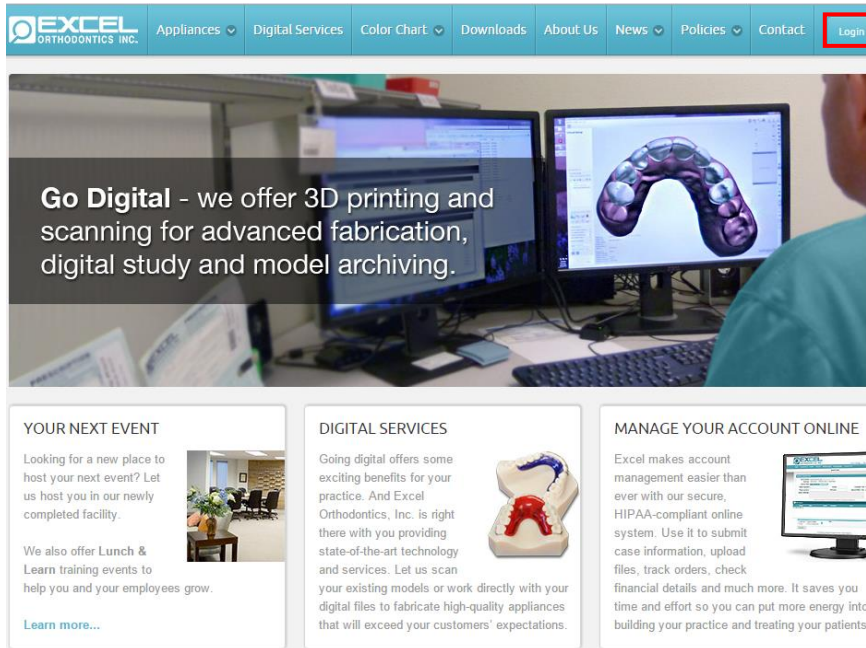 EXCEL
ORTHODONTICS INC.
Appliances
Digital Services
Color Chart
Downloads
About Us
News
Policies
Contact
Login
Go Digital - we offer 3D printing and
scanning for advanced fabrication,
digital study and model archiving.
PRESCRIPTION
YOUR NEXT EVENT
Looking for a new place to
host your next event? Let
us host you in our newly
completed facility.
We also offer Lunch &
Learn training events to
help you and your employees grow.
Learn more...
DIGITAL SERVICES
Going digital offers some
exciting benefits for your
practice. And Excel
Orthodontics, Inc. is right
there with you providing
state-of-the-art technology
and services. Let us scan
your existing models or work directly with your
digital files to fabricate high-quality appliances
that will exceed your customers' expectations.
MANAGE YOUR ACCOUNT ONLINE
Excel makes account
management easier than
ever with our secure,
HIPAA-compliant online
system. Use it to submit
case information, upload
files, track orders, check
financial details and much more. It saves you
time and effort so you can put more energy into
building your practice and treating your patients
EXCEL